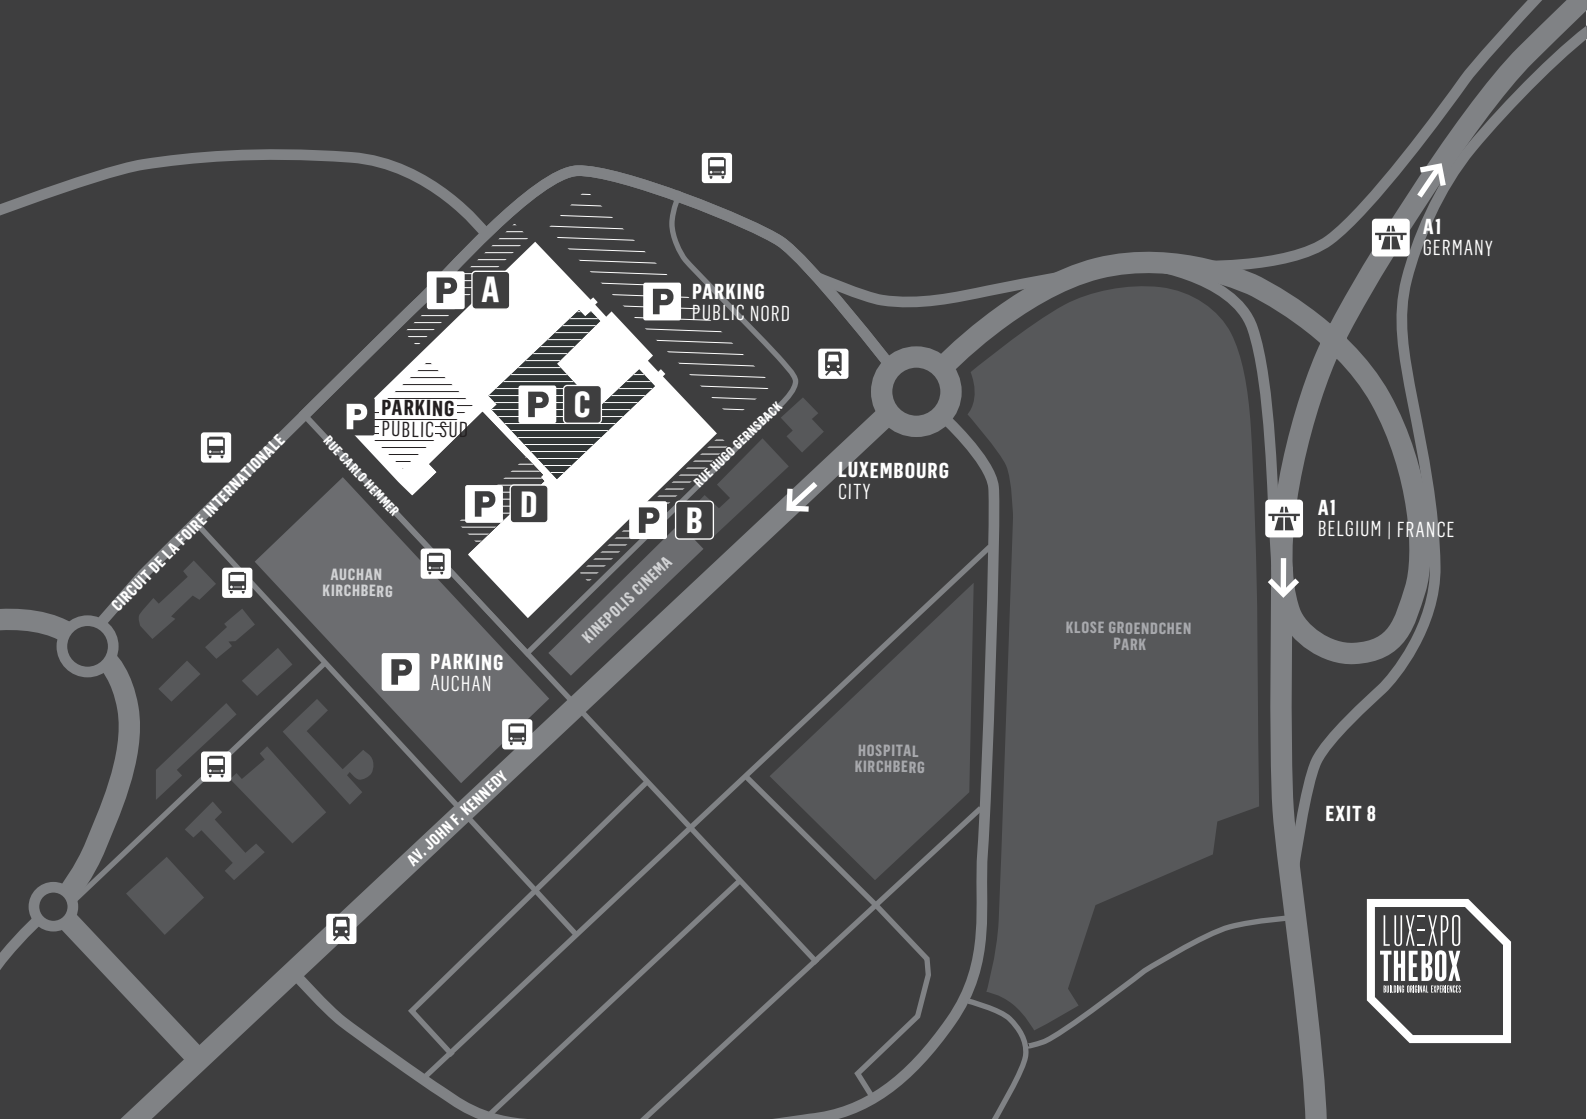 A1
GERMANY
P A
P PARKING
PUBLIC NORD
P PARKING
PUBLIC SUD
P C
RUE HUGO GERNSBACK
RUE CARLO HEMMER
CIRCUIT DE LA FOIRE INTERNATIONALE
LUXEMBOURG
CITY
P D
P B
A1
BELGIUM | FRANCE
AUCHAN
KIRCHBERG
KINEPOLIS CINEMA
KLOSE GROENDCHEN
PARK
P PARKING
AUCHAN
HOSPITAL
KIRCHBERG
AV. JOHN F. KENNEDY
EXIT 8
LUXEXPO
THEBOX
BUILDING ORIGINAL EXPERIENCES